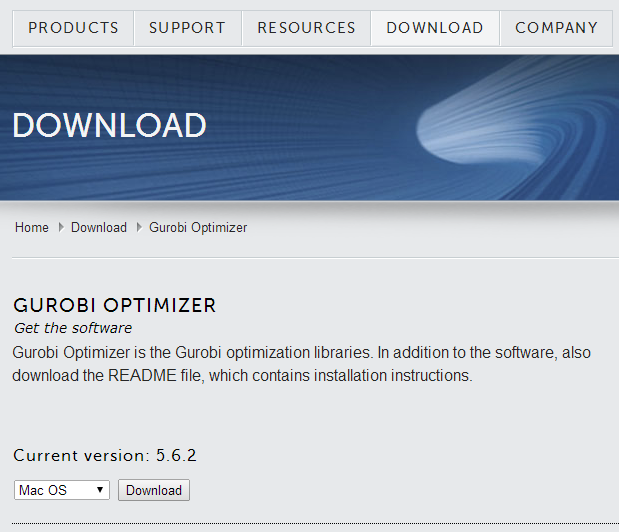 PRODUCTS SUPPORT RESOURCES DOWNLOAD COMPANY
DOWNLOAD
Home Download Gurobi Optimizer
GUROBI OPTIMIZER
Get the software
Gurobi Optimizer is the Gurobi optimization libraries. In addition to the software, also
download the README file, which contains installation instructions.
Current version: 5.6.2
Mac OS Download